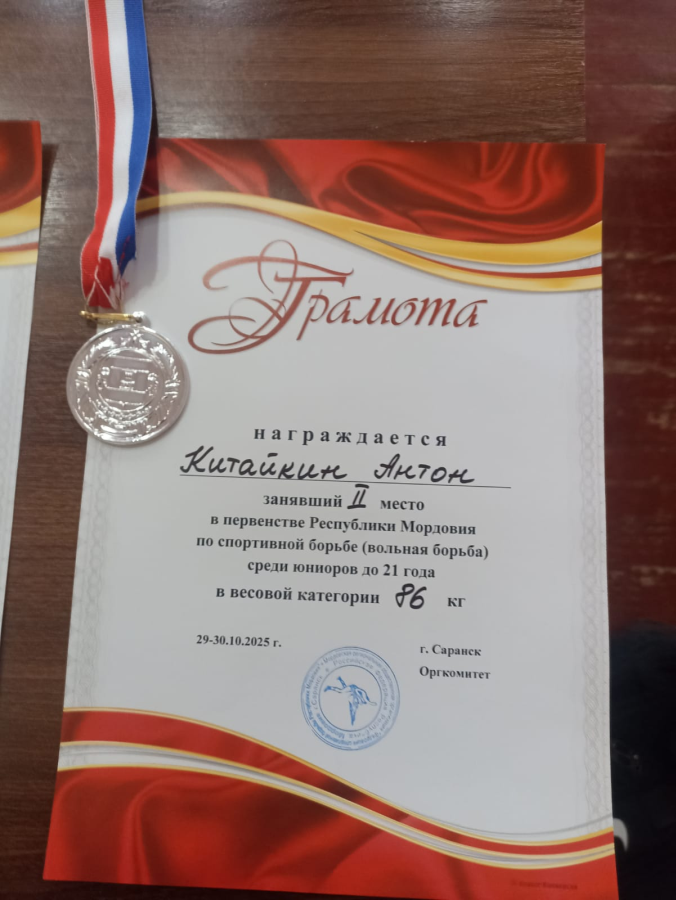 Грамота
награждается
Китайкин Антон
занявший II место
в первенстве Республики Мордовия
по спортивной борьбе (вольная борьба)
среди юниоров до 21 года
в весовой категории 86 кг
29-30.10.2025 г.
г. Саранск
Оргкомитет